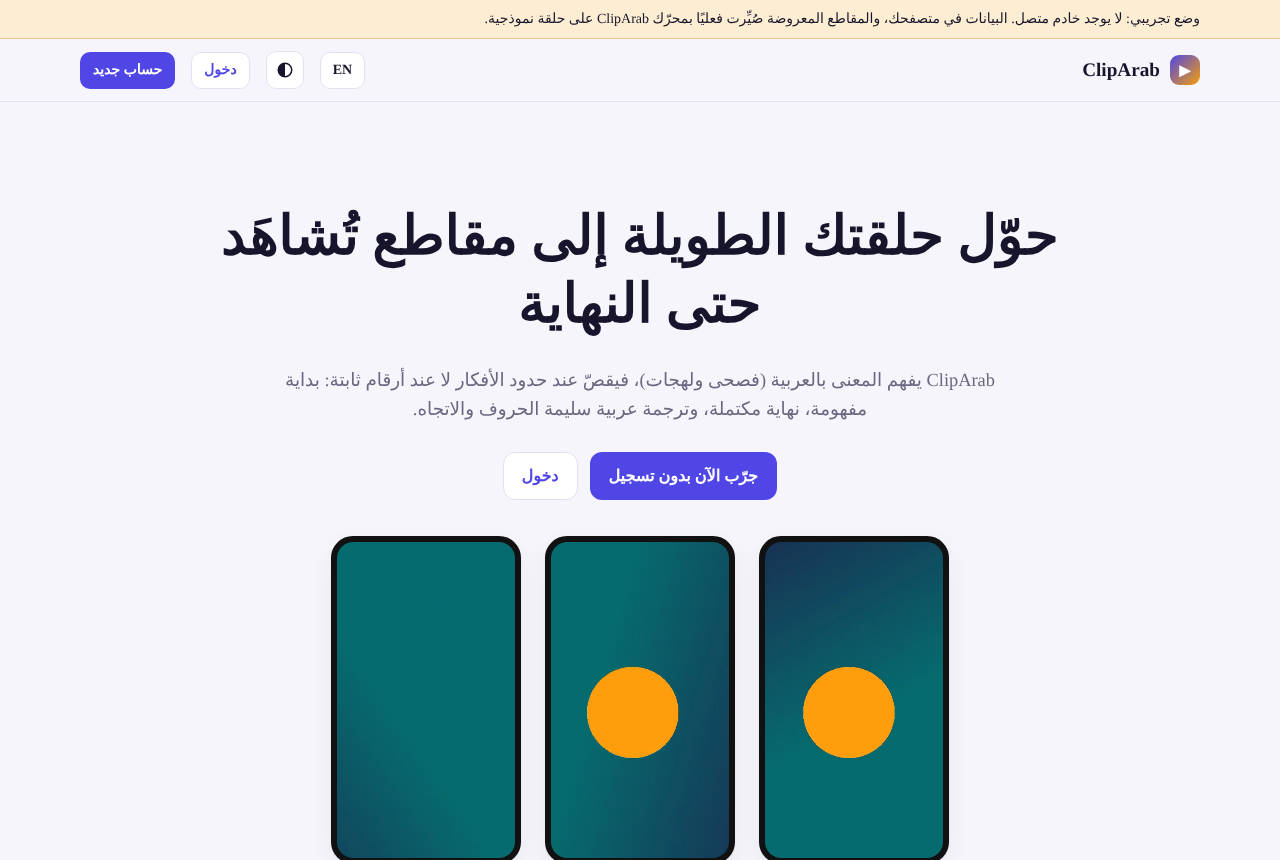 وضع تجريبي: لا يوجد خادم متصل. البيانات في متصفحك، والمقاطع المعروضة صُيِّرت فعليًا بمحرّك ClipArab على حلقة نموذجية.
ClipArab
EN
دخول
حساب جديد
حوّل حلقتك الطويلة إلى مقاطع تُشاهَد
حتى النهاية
ClipArab يفهم المعنى بالعربية (فصحى ولهجات)، فيقصّ عند حدود الأفكار لا عند أرقام ثابتة: بداية
مفهومة، نهاية مكتملة، وترجمة عربية سليمة الحروف والاتجاه.
جرّب الآن بدون تسجيل
دخول